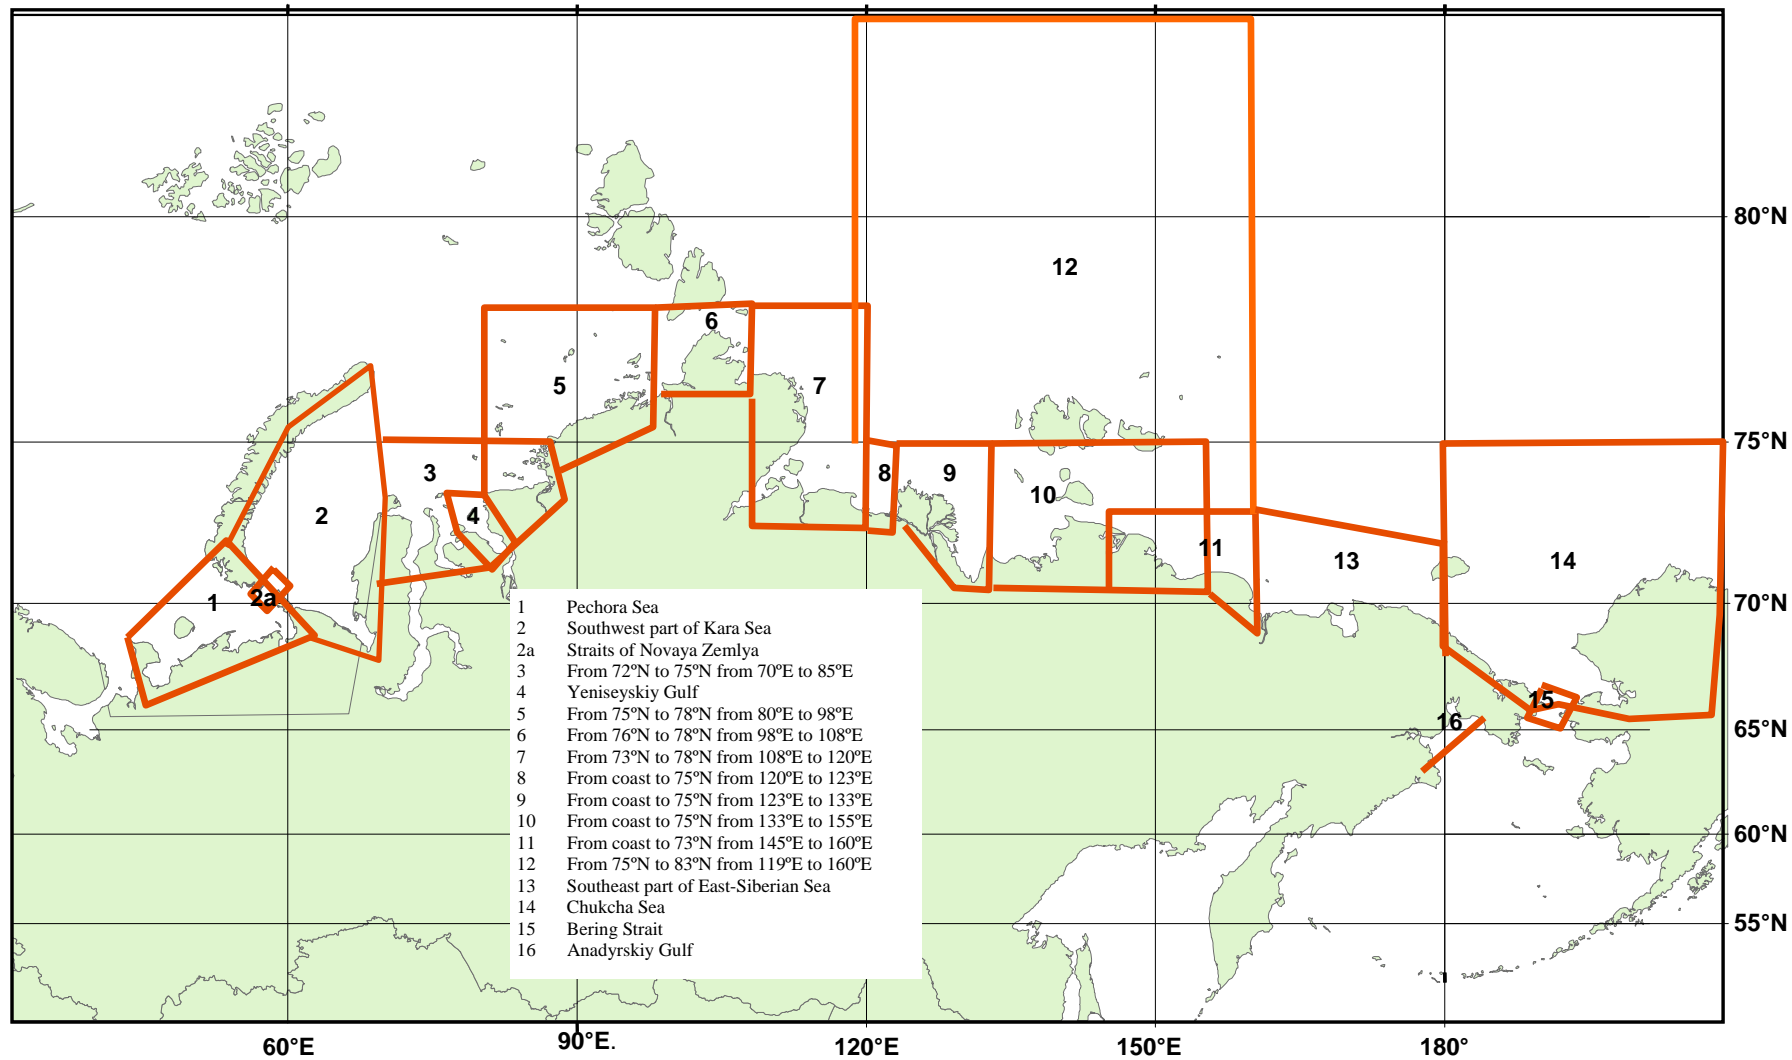 12
80°N
6
5
7
75°N
3
8
9
10
2
4
11
13
14
1
2a
70°N
15
16
65°N
60°N
55°N
1 Pechora Sea
2 Southwest part of Kara Sea
2a Straits of Novaya Zemlya
3 From 72ºN to 75ºN from 70ºE to 85ºE
4 Yeniseyskiy Gulf
5 From 75ºN to 78ºN from 80ºE to 98ºE
6 From 76ºN to 78ºN from 98ºE to 108ºE
7 From 73ºN to 78ºN from 108ºE to 120ºE
8 From coast to 75ºN from 120ºE to 123ºE
9 From coast to 75ºN from 123ºE to 133ºE
10 From coast to 75ºN from 133ºE to 155ºE
11 From coast to 73ºN from 145ºE to 160ºE
12 From 75ºN to 83ºN from 119ºE to 160ºE
13 Southeast part of East-Siberian Sea
14 Chukcha Sea
15 Bering Strait
16 Anadyrskiy Gulf
60°E
90°E.
120°E
150°E
180°